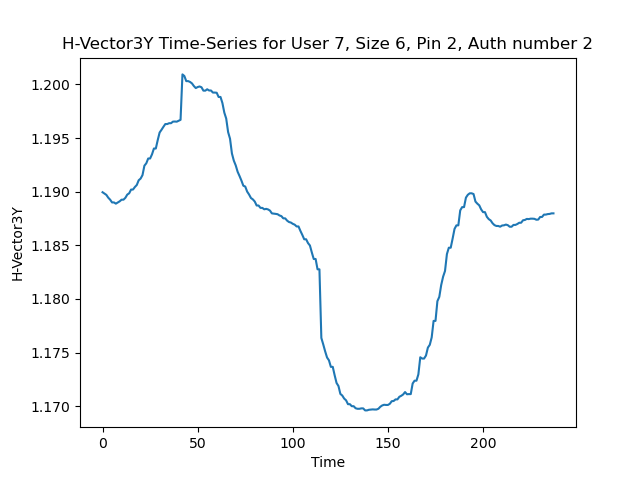 H-Vector3Y Time-Series for User 7, Size 6, Pin 2, Auth number 2
1.200
1.195
1.190
1.185
1.180
1.175
1.170
H-Vector3Y
0 50 100 150 200
Time